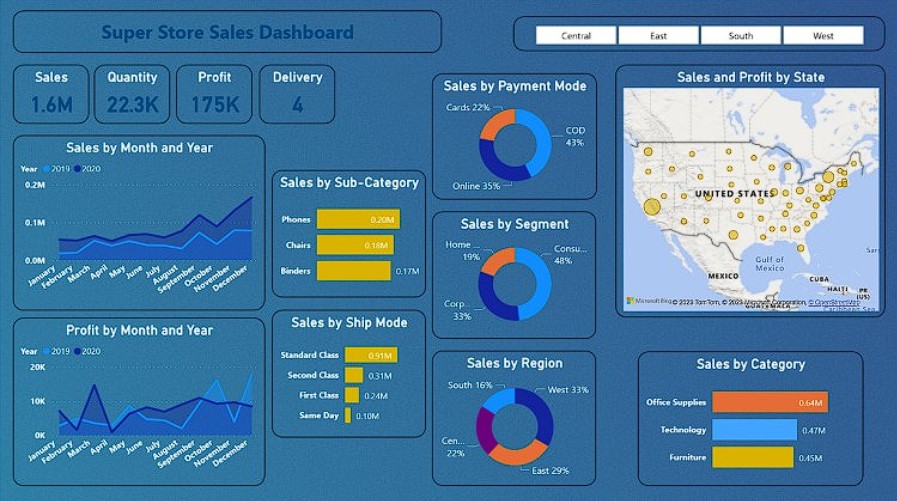 Super Store Sales Dashboard
Central East South West
Sales
1.6M
Quantity
22.3K
Profit
175K
Delivery
4
Sales by Month and Year
Year 2019 2020
0.2M
0.1M
0.0M
January February March April May June July August September October November December
Profit by Month and Year
Year 2019 2020
20K
10K
0K
January February March April May June July August September October November December
Sales by Sub-Category
Phones 0.20M
Chairs 0.18M
Binders 0.17M
Sales by Ship Mode
Standard Class 0.91M
Second Class 0.31M
First Class 0.24M
Same Day 0.10M
Sales by Payment Mode
Cards 22%
COD
43%
Online 35%
Sales by Segment
Home ...
19%
Consu...
48%
Corp...
33%
Sales by Region
South 16%
West 33%
Cen...
22%
East 29%
Sales and Profit by State
UNITED STATES
MEXICO
Gulf of
Mexico
CUBA
HAITI
PR
(US)
Sar
GUATEMALA
Caribbean Sea
Microsoft Bing
© 2023 TomTom, © 2023 Microsoft Corporation, © OpenStreetMap
Sales by Category
Office Supplies 0.64M
Technology 0.47M
Furniture 0.45M